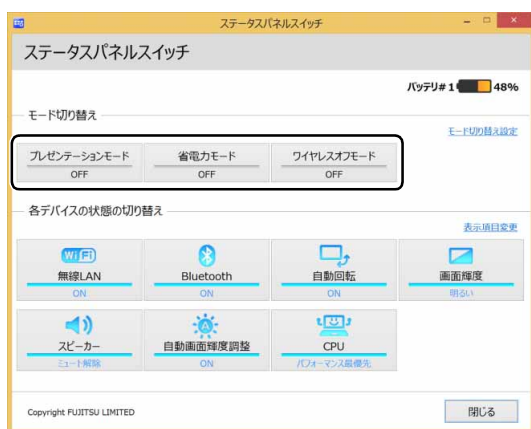 ステータスパネルスイッチ
ステータスパネルスイッチ
バッテリ#1 48%
モード切り替え
モード切り替え設定
プレゼンテーションモード 省電力モード ワイヤレスオフモード
OFF OFF OFF
各デバイスの状態の切り替え
表示項目変更
Wi Fi
無線LAN Bluetooth 自動回転 画面輝度
ON ON ON 明るい
A
スピーカー 自動画面輝度調整 CPU
ミュート解除 ON パフォーマンス最優先
Copyright FUJITSU LIMITED 閉じる